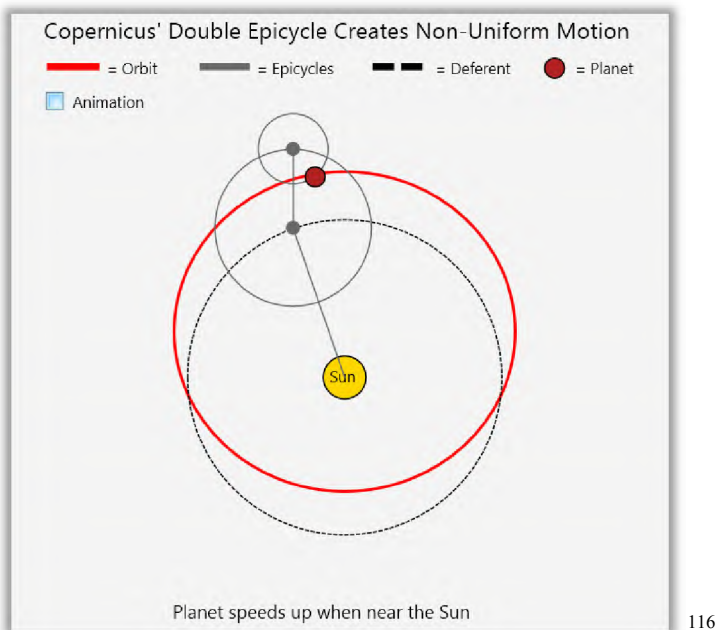 Copernicus' Double Epicycle Creates Non-Uniform Motion
= Orbit = Epicycles = Deferent = Planet
Animation
Sun
Planet speeds up when near the Sun
116